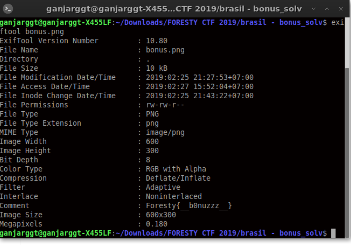 ganjarggt@ganjarggt-X455...CTF 2019/brasil - bonus_solv
ganjarggt@ganjarggt-X455LF:~/Downloads/FORESTY CTF 2019/brasil - bonus_solv$ exi
ftool bonus.png
ExifTool Version Number : 10.80
File Name : bonus.png
Directory : .
File Size : 10 kB
File Modification Date/Time : 2019:02:25 21:27:53+07:00
File Access Date/Time : 2019:02:27 15:52:04+07:00
File Inode Change Date/Time : 2019:02:25 21:43:22+07:00
File Permissions : rw-rw-r--
File Type : PNG
File Type Extension : png
MIME Type : image/png
Image Width : 600
Image Height : 300
Bit Depth : 8
Color Type : RGB with Alpha
Compression : Deflate/Inflate
Filter : Adaptive
Interlace : Noninterlaced
Comment : Foresty{_b0nuzzz_}
Image Size : 600x300
Megapixels : 0.180
ganjarggt@ganjarggt-X455LF:~/Downloads/FORESTY CTF 2019/brasil - bonus_solv$